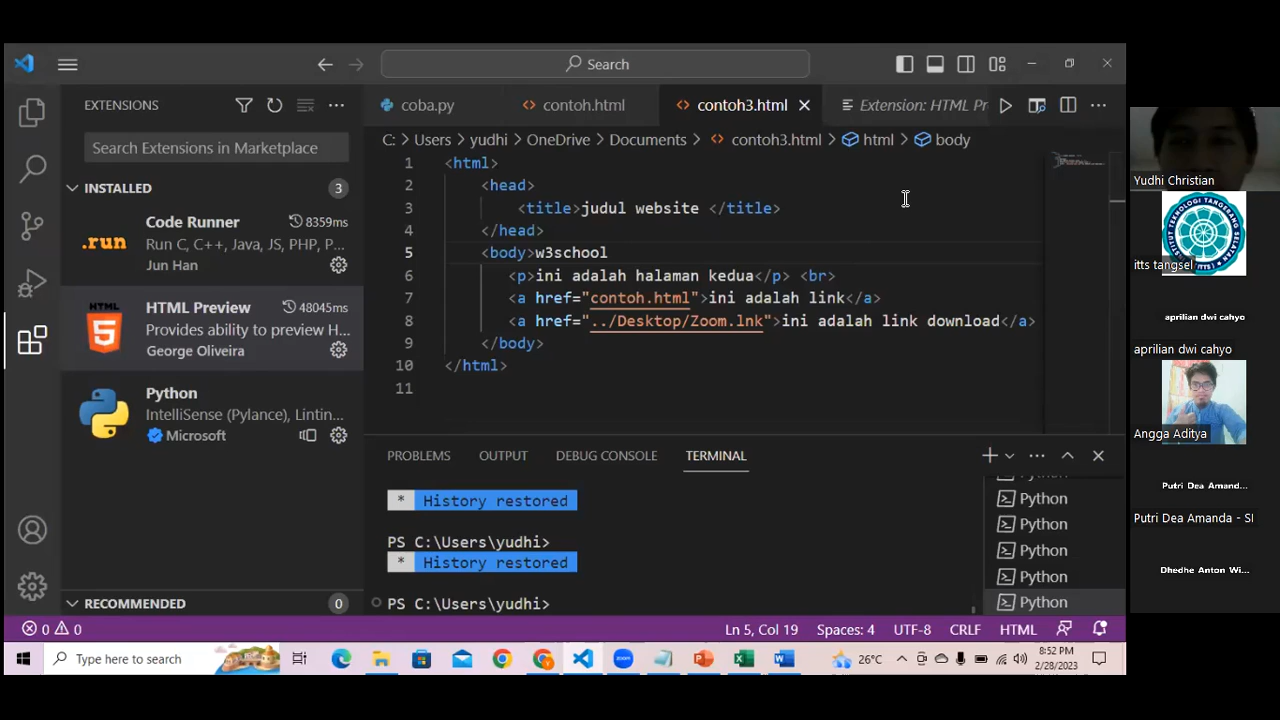 Search
EXTENSIONS
Search Extensions in Marketplace
INSTALLED 3
Code Runner 8359ms
Run C, C++, Java, JS, PHP, P...
Jun Han
HTML Preview 48045ms
Provides ability to preview H...
George Oliveira
Python
IntelliSense (Pylance), Lintin...
Microsoft
RECOMMENDED 0
coba.py contoh.html contoh3.html Extension: HTML Pr
C: > Users > yudhi > OneDrive > Documents > contoh3.html > html > body
1 <html>
2 <head>
3 <title>judul website </title>
4 </head>
5 <body>w3school
6 <p>ini adalah halaman kedua</p> <br>
7 <a href="contoh.html">ini adalah link</a>
8 <a href="../Desktop/Zoom.lnk">ini adalah link download</a>
9 </body>
10 </html>
11
PROBLEMS OUTPUT DEBUG CONSOLE TERMINAL
* History restored
PS C:\Users\yudhi>
* History restored
PS C:\Users\yudhi>
Python
Python
Python
Python
Python
0 0 Ln 5, Col 19 Spaces: 4 UTF-8 CRLF HTML
Type here to search
26°C
8:52 PM
2/28/2023
Yudhi Christian
itts tangsel
aprilian dwi cahyo
aprilian dwi cahyo
Angga Aditya
Putri Dea Amand...
Putri Dea Amanda - SI
Dhedhe Anton Wi...